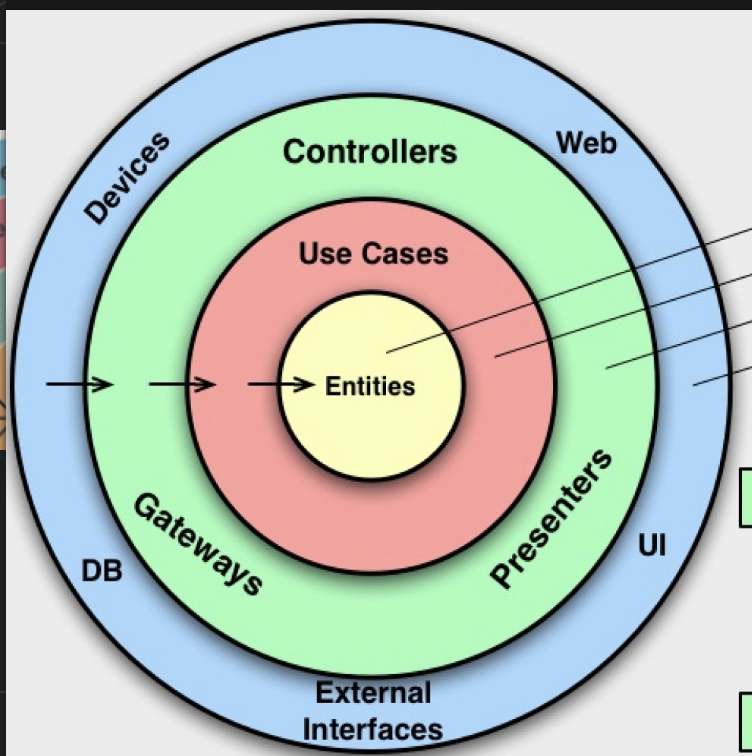 Devices
Web
Controllers
Use Cases
Entities
Gateways
Presenters
DB
UI
External
Interfaces